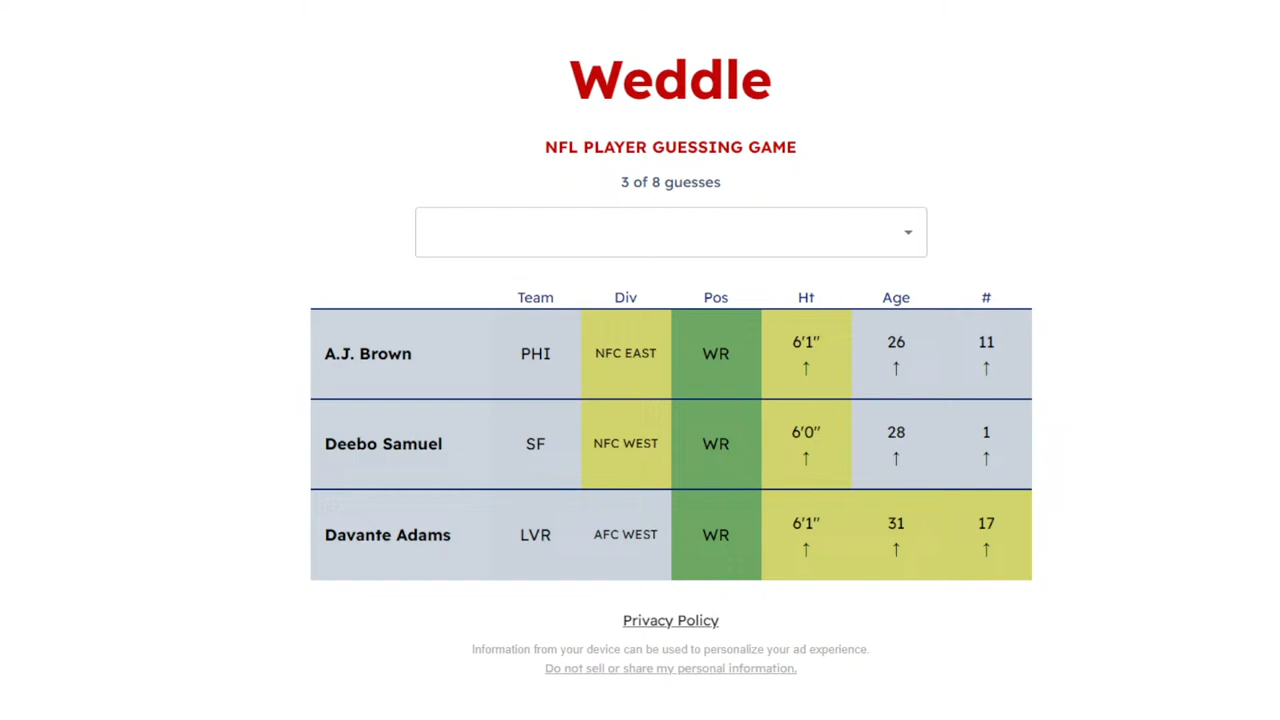 Weddle
NFL PLAYER GUESSING GAME
3 of 8 guesses
Team Div Pos Ht Age #
A.J. Brown PHI NFC EAST WR 6'1" 26 11
↑ ↑ ↑
Deebo Samuel SF NFC WEST WR 6'0" 28 1
↑ ↑ ↑
Davante Adams LVR AFC WEST WR 6'1" 31 17
↑ ↑ ↑
Privacy Policy
Information from your device can be used to personalize your ad experience.
Do not sell or share my personal information.